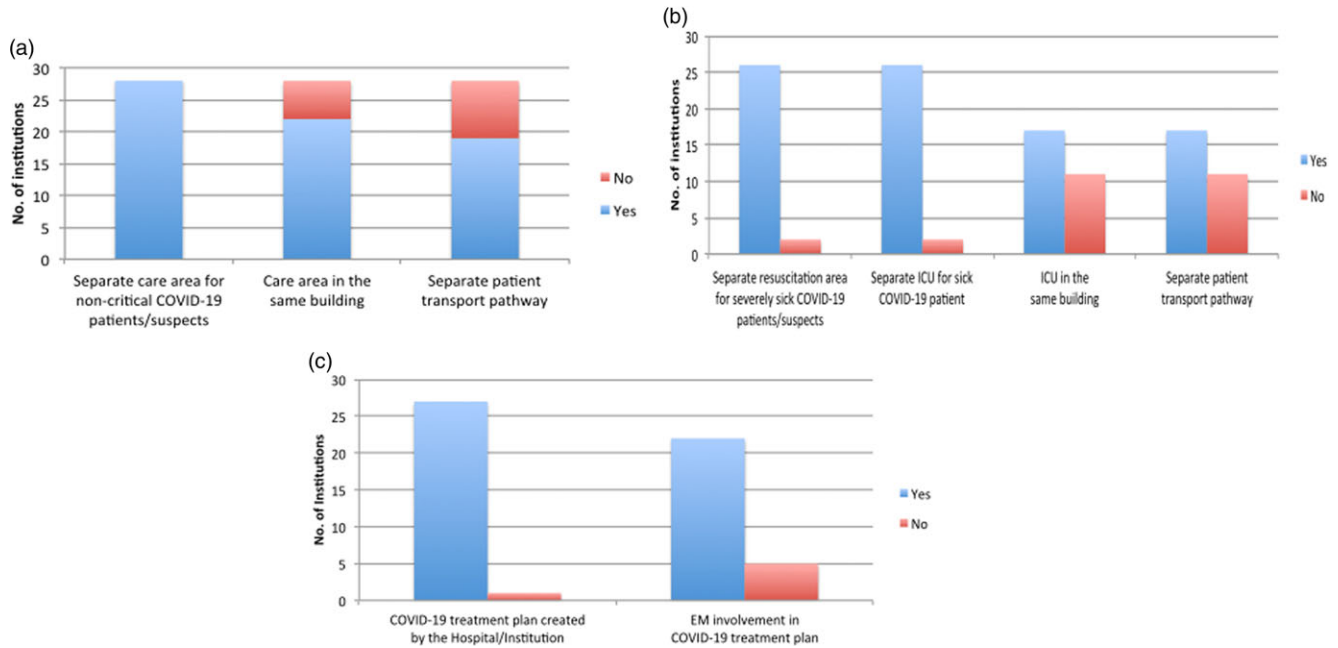 (a)
30
25
20
15
10
5
0
No. of institutions
Separate care area for
non-critical COVID-19
patients/suspects
Care area in the
same building
Separate patient
transport pathway
No
Yes
(b)
30
25
20
15
10
5
0
No. of institutions
Separate resuscitation area
for severely sick COVID-19
patients/suspects
Separate ICU for sick
COVID-19 patient
ICU in the
same building
Separate patient
transport pathway
Yes
No
(c)
30
25
20
15
10
5
0
No. of Institutions
COVID-19 treatment plan created
by the Hospital/Institution
EM involvement in
COVID-19 treatment plan
Yes
No